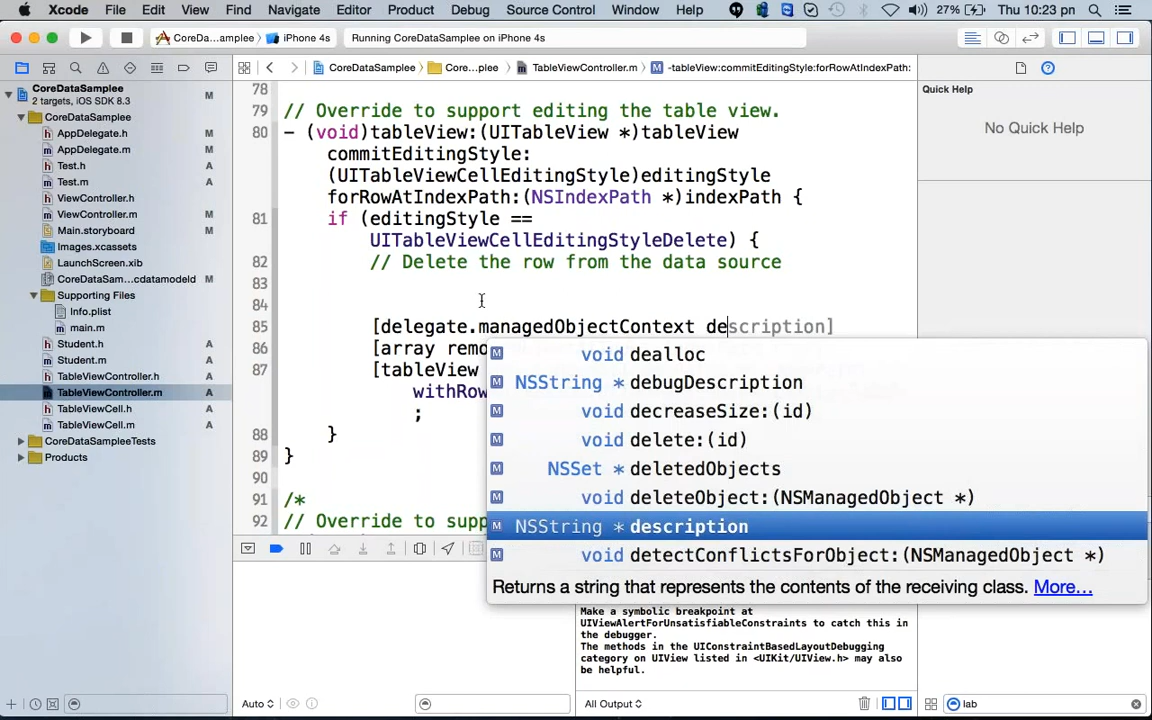 Xcode File Edit View Find Navigate Editor Product Debug Source Control Window Help 27% Thu 10:23 pm
CoreDa...amplee iPhone 4s Running CoreDataSamplee on iPhone 4s
CoreDataSamplee Core...plee TableViewController.m -tableView:commitEditingStyle:forRowAtIndexPath:
CoreDataSamplee M
2 targets, iOS SDK 8.3
CoreDataSamplee
AppDelegate.h M
AppDelegate.m M
Test.h A
Test.m A
ViewController.h
ViewController.m M
Main.storyboard M
Images.xcassets
LaunchScreen.xib
CoreDataSam...cdatamodeld M
Supporting Files
Info.plist
main.m
Student.h A
Student.m A
TableViewController.h A
TableViewController.m A
TableViewCell.h A
TableViewCell.m A
CoreDataSampleeTests
Products
78
79 // Override to support editing the table view.
80 - (void)tableView:(UITableView *)tableView
commitEditingStyle:
(UITableViewCellEditingStyle)editingStyle
forRowAtIndexPath:(NSIndexPath *)indexPath {
81 if (editingStyle ==
UITableViewCellEditingStyleDelete) {
82 // Delete the row from the data source
83
84
85 [delegate.managedObjectContext description]
86 [array remo
87 [tableView
withRow
;
88 }
89 }
90
91 /*
92 // Override to supp
void dealloc
NSString * debugDescription
void decreaseSize:(id)
void delete:(id)
NSSet * deletedObjects
void deleteObject:(NSManagedObject *)
NSString * description
void detectConflictsForObject:(NSManagedObject *)
Returns a string that represents the contents of the receiving class. More...
Make a symbolic breakpoint at
UIViewAlertForUnsatisfiableConstraints to catch this in
the debugger.
The methods in the UIConstraintBasedLayoutDebugging
category on UIView listed in <UIKit/UIView.h> may also
be helpful.
Auto All Output
Quick Help
No Quick Help
lab